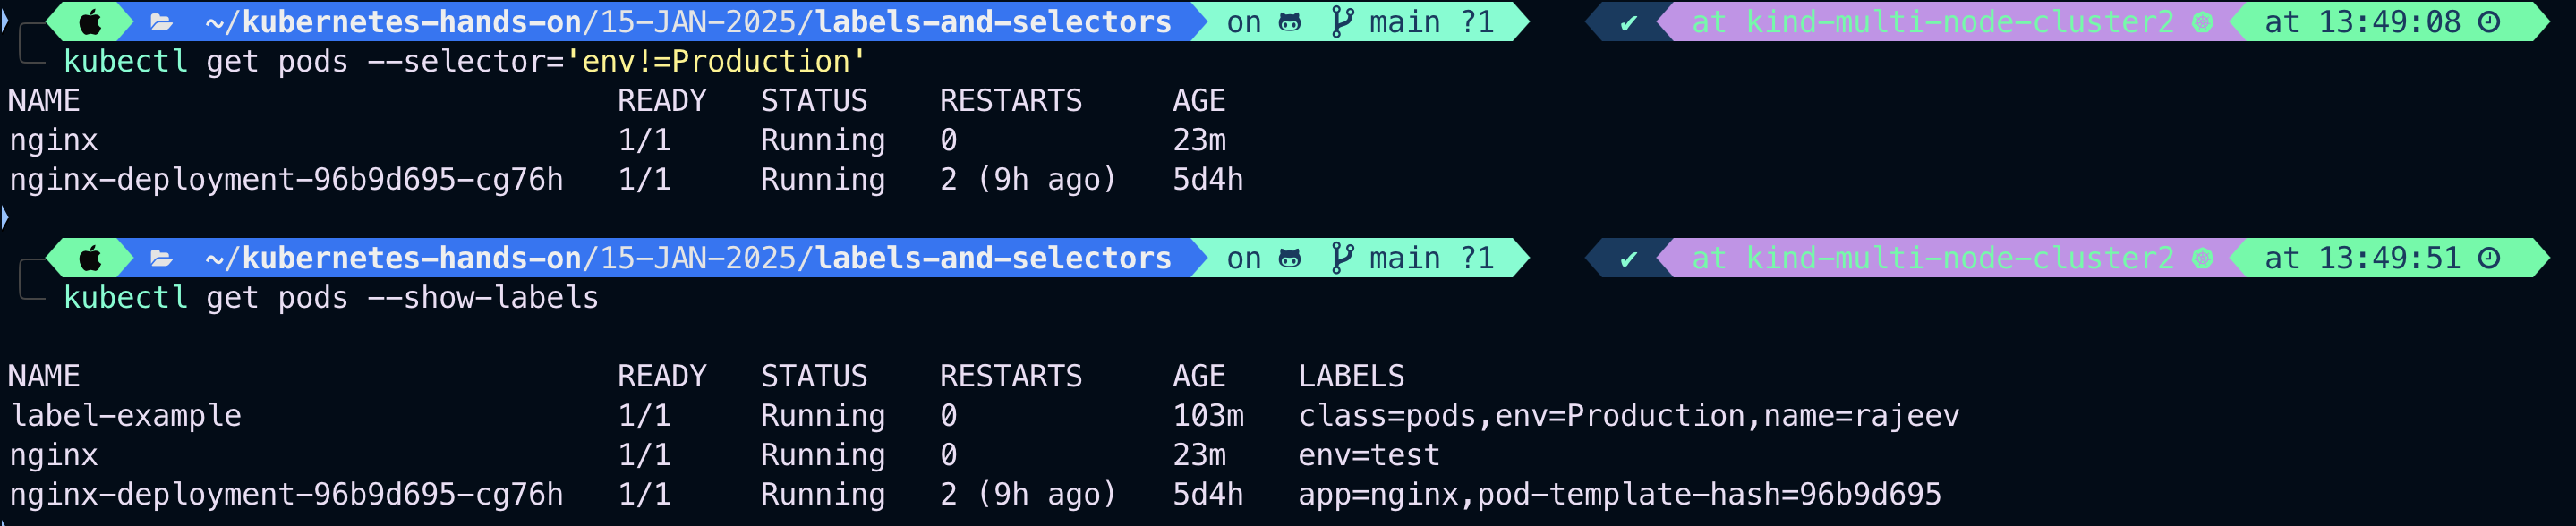 ~/kubernetes-hands-on/15-JAN-2025/labels-and-selectors on main ?1 ✔ at kind-multi-node-cluster2 at 13:49:08
kubectl get pods --selector='env!=Production'
NAME READY STATUS RESTARTS AGE
nginx 1/1 Running 0 23m
nginx-deployment-96b9d695-cg76h 1/1 Running 2 (9h ago) 5d4h
~/kubernetes-hands-on/15-JAN-2025/labels-and-selectors on main ?1 ✔ at kind-multi-node-cluster2 at 13:49:51
kubectl get pods --show-labels
NAME READY STATUS RESTARTS AGE LABELS
label-example 1/1 Running 0 103m class=pods,env=Production,name=rajeev
nginx 1/1 Running 0 23m env=test
nginx-deployment-96b9d695-cg76h 1/1 Running 2 (9h ago) 5d4h app=nginx,pod-template-hash=96b9d695